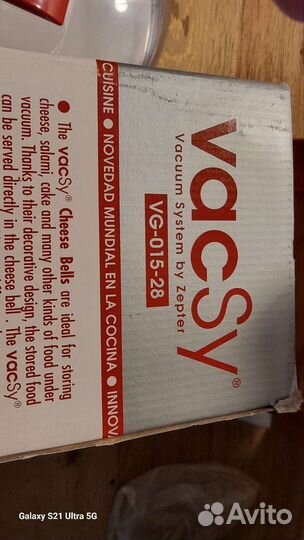 vacSy®
Vacuum System by Zepter
VG-015-28
CUISINE • NOVEDAD MUNDIAL EN LA COCINA • INNOV
• The vacSy® Cheese Bells are ideal for storing
cheese, salami, cake and many other kinds of food under
vacuum. Thanks to their decorative design, the stored food
can be served directly in the cheese bell. The vacSy®
Galaxy S21 Ultra 5G
Avito